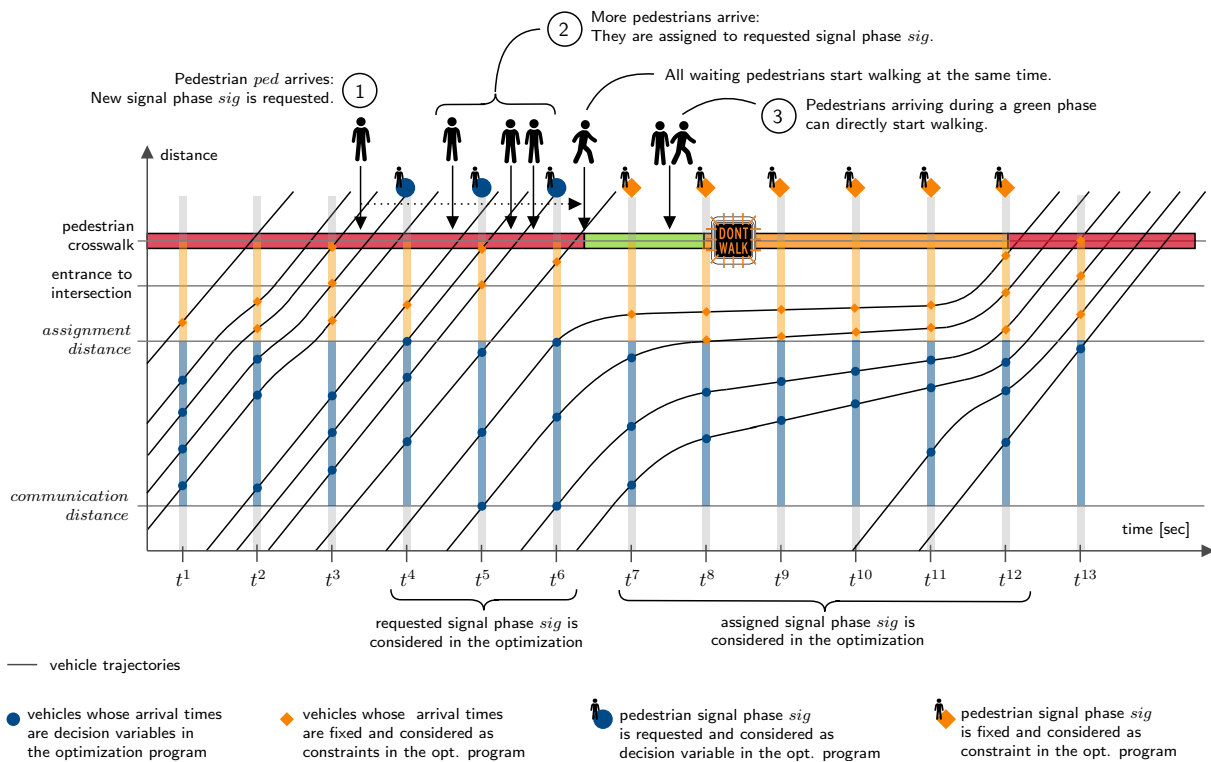 2
More pedestrians arrive:
They are assigned to requested signal phase sig.
Pedestrian ped arrives:
New signal phase sig is requested.
1
All waiting pedestrians start walking at the same time.
3
Pedestrians arriving during a green phase
can directly start walking.
distance
pedestrian
crosswalk
DONT
WALK
entrance to
intersection
assignment
distance
communication
distance
time [sec]
t¹ t² t³ t⁴ t⁵ t⁶ t⁷ t⁸ t⁹ t¹⁰ t¹¹ t¹² t¹³
requested signal phase sig is
considered in the optimization
assigned signal phase sig is
considered in the optimization
vehicle trajectories
vehicles whose arrival times
are decision variables in
the optimization program
vehicles whose arrival times
are fixed and considered as
constraints in the opt. program
pedestrian signal phase sig
is requested and considered as
decision variable in the opt. program
pedestrian signal phase sig
is fixed and considered as
constraint in the opt. program